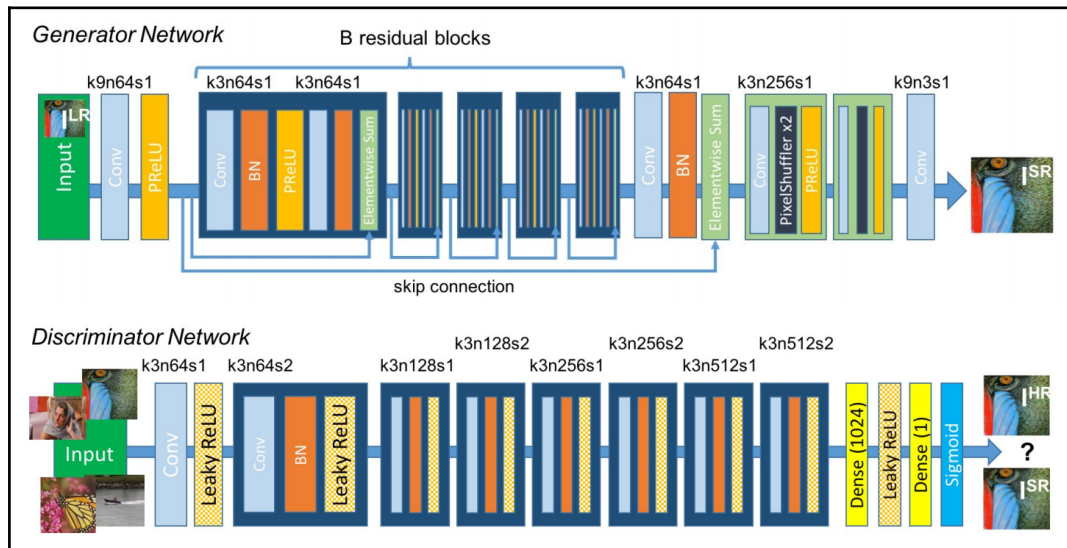 Generator Network
B residual blocks
k9n64s1
k3n64s1
k3n64s1
k3n64s1
k3n256s1
k9n3s1
I LR
Input
Conv
PReLU
Conv
BN
PReLU
Elementwise Sum
Conv
BN
Elementwise Sum
Conv
PixelShuffler x2
PReLU
Conv
I SR
skip connection
Discriminator Network
k3n64s1
k3n64s2
k3n128s1
k3n128s2
k3n256s1
k3n256s2
k3n512s1
k3n512s2
Input
Conv
Leaky ReLU
Conv
BN
Leaky ReLU
Dense (1024)
Leaky ReLU
Dense (1)
Sigmoid
I HR
?
I SR